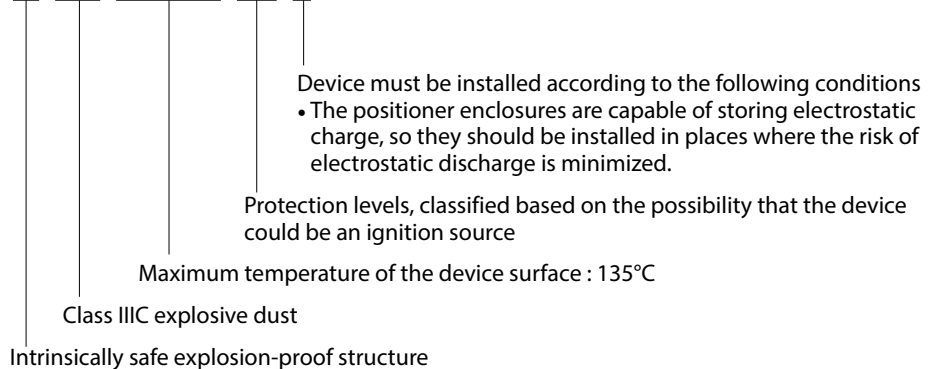 Device must be installed according to the following conditions
• The positioner enclosures are capable of storing electrostatic
charge, so they should be installed in places where the risk of
electrostatic discharge is minimized.
Protection levels, classified based on the possibility that the device
could be an ignition source
Maximum temperature of the device surface : 135°C
Class IIIC explosive dust
Intrinsically safe explosion-proof structure